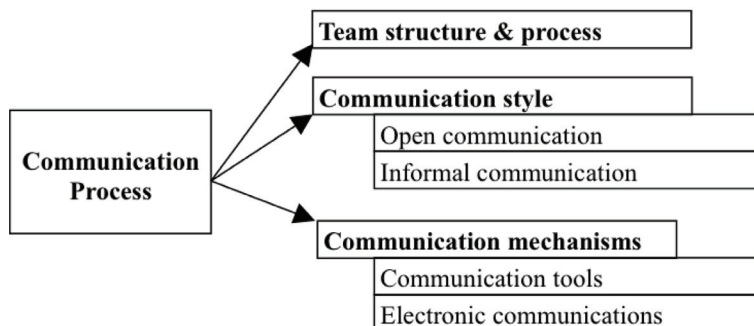 Team structure & process
Communication style
Open communication
Informal communication
Communication
Process
Communication mechanisms
Communication tools
Electronic communications